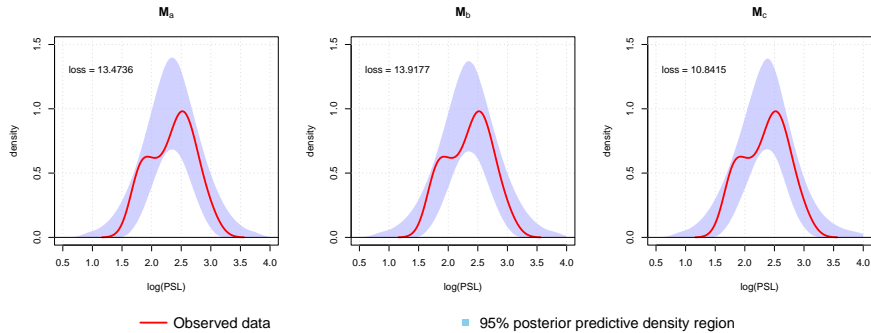 Mₐ
M_b
M_c
loss = 13.4736
loss = 13.9177
loss = 10.8415
density
density
density
1.5
1.0
0.5
0.0
1.5
1.0
0.5
0.0
1.5
1.0
0.5
0.0
0.5 1.0 1.5 2.0 2.5 3.0 3.5 4.0
0.5 1.0 1.5 2.0 2.5 3.0 3.5 4.0
0.5 1.0 1.5 2.0 2.5 3.0 3.5 4.0
log(PSL)
log(PSL)
log(PSL)
Observed data
95% posterior predictive density region